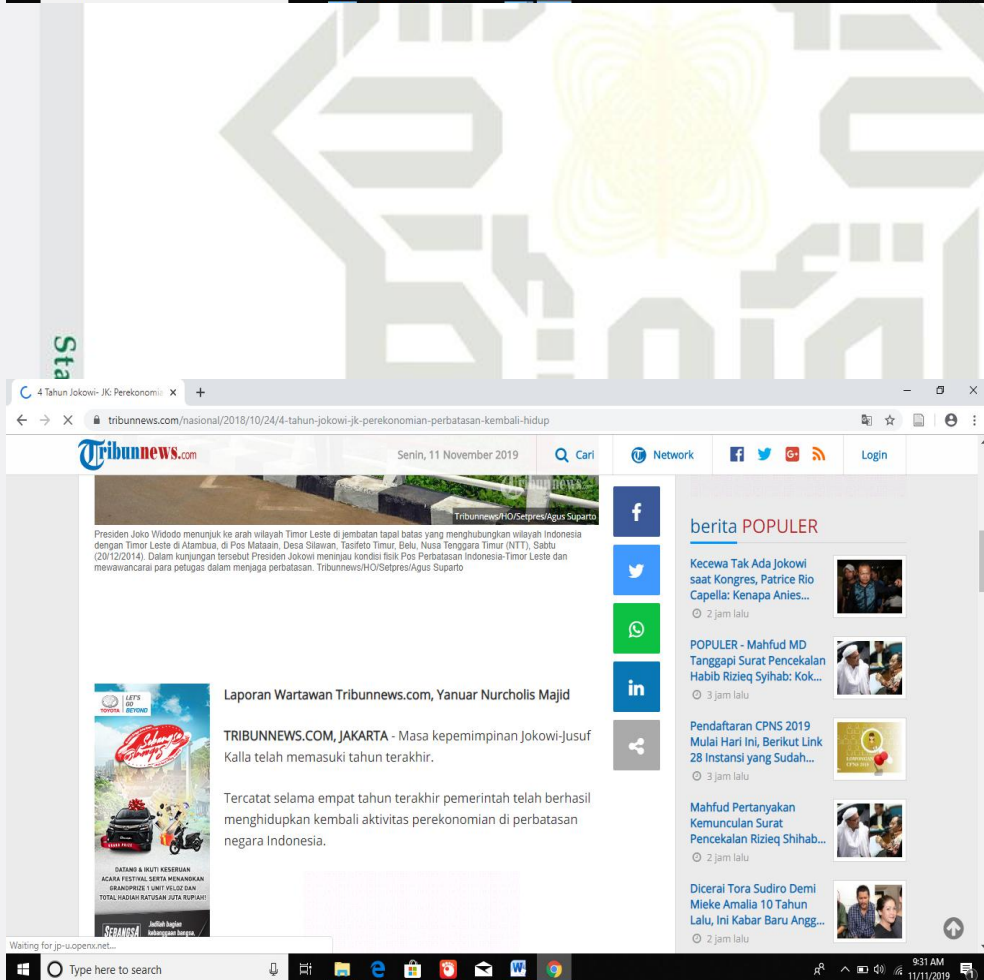 Sta
4 Tahun Jokowi- JK: Perekonomi
tribunnews.com/nasional/2018/10/24/4-tahun-jokowi-jk-perekonomian-perbatasan-kembali-hidup
Tribunnews.com
Senin, 11 November 2019
Cari
Network
Login
Tribunnews/HO/Setpres/Agus Suparto
Presiden Joko Widodo menunjuk ke arah wilayah Timor Leste di jembatan tapal batas yang menghubungkan wilayah Indonesia
dengan Timor Leste di Atambua, di Pos Mataain, Desa Silawan, Tasifeto Timur, Belu, Nusa Tenggara Timur (NTT), Sabtu
(20/12/2014). Dalam kunjungan tersebut Presiden Jokowi meninjau kondisi fisik Pos Perbatasan Indonesia-Timor Leste dan
mewawancarai para petugas dalam menjaga perbatasan. Tribunnews/HO/Setpres/Agus Suparto
TOYOTA
LET'S
GO
BEYOND
GRAND PRIZE
DATANG & IKUTI KESERUAN
ACARA FESTIVAL SERTA MENANGKAN
GRANDPRIZE 1 UNIT VELOZ DAN
TOTAL HADIAH RATUSAN JUTA RUPIAH!
SEBANGSA
Jadilah bagian
kebanggaan bangsa.
Laporan Wartawan Tribunnews.com, Yanuar Nurcholis Majid
TRIBUNNEWS.COM, JAKARTA - Masa kepemimpinan Jokowi-Jusuf
Kalla telah memasuki tahun terakhir.
Tercatat selama empat tahun terakhir pemerintah telah berhasil
menghidupkan kembali aktivitas perekonomian di perbatasan
negara Indonesia.
berita POPULER
Kecewa Tak Ada Jokowi
saat Kongres, Patrice Rio
Capella: Kenapa Anies...
2 jam lalu
POPULER - Mahfud MD
Tanggapi Surat Pencekalan
Habib Rizieq Syihab: Kok...
3 jam lalu
Pendaftaran CPNS 2019
Mulai Hari Ini, Berikut Link
28 Instansi yang Sudah...
3 jam lalu
Mahfud Pertanyakan
Kemunculan Surat
Pencekalan Rizieq Shihab...
2 jam lalu
Dicerai Tora Sudiro Demi
Mieke Amalia 10 Tahun
Lalu, Ini Kabar Baru Angg...
2 jam lalu
Waiting for jp-u.openx.net...
Type here to search
9:31 AM
11/11/2019